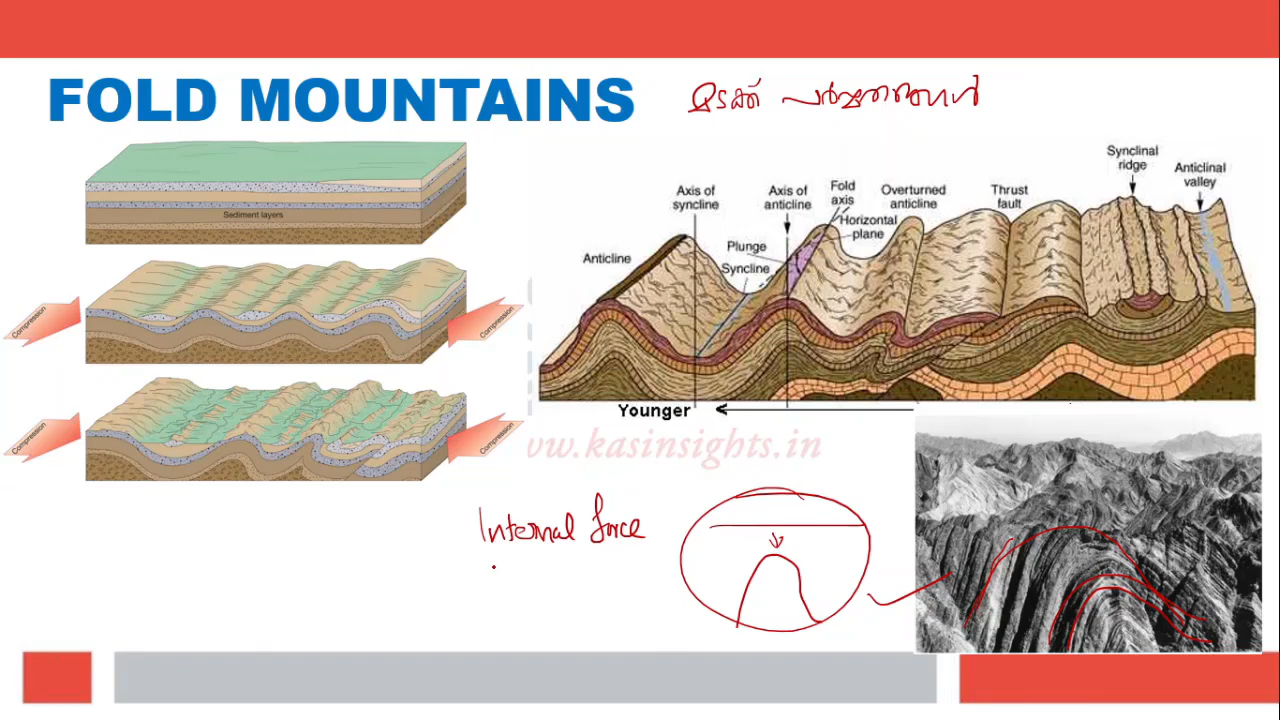 FOLD MOUNTAINS
മടക്ക് പർവ്വതങ്ങൾ
Sediment layers
Compression
Compression
Compression
Compression
Synclinal
ridge
Anticlinal
valley
Axis of
syncline
Axis of
anticline
Fold
axis
Overturned
anticline
Thrust
fault
Horizontal
plane
Plunge
Anticline
Syncline
Younger
ww.kasinsights.in
Internal force